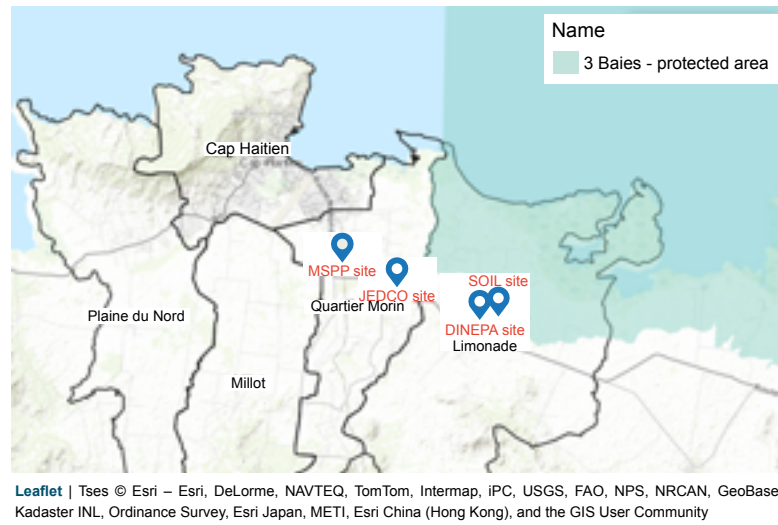 Name
3 Baies - protected area
Cap Haitien
MSPP site
JEDCO site
SOIL site
Quartier Morin
Plaine du Nord
DINEPA site
Limonade
Millot
Leaflet | Tses © Esri – Esri, DeLorme, NAVTEQ, TomTom, Intermap, iPC, USGS, FAO, NPS, NRCAN, GeoBase,
Kadaster INL, Ordinance Survey, Esri Japan, METI, Esri China (Hong Kong), and the GIS User Community